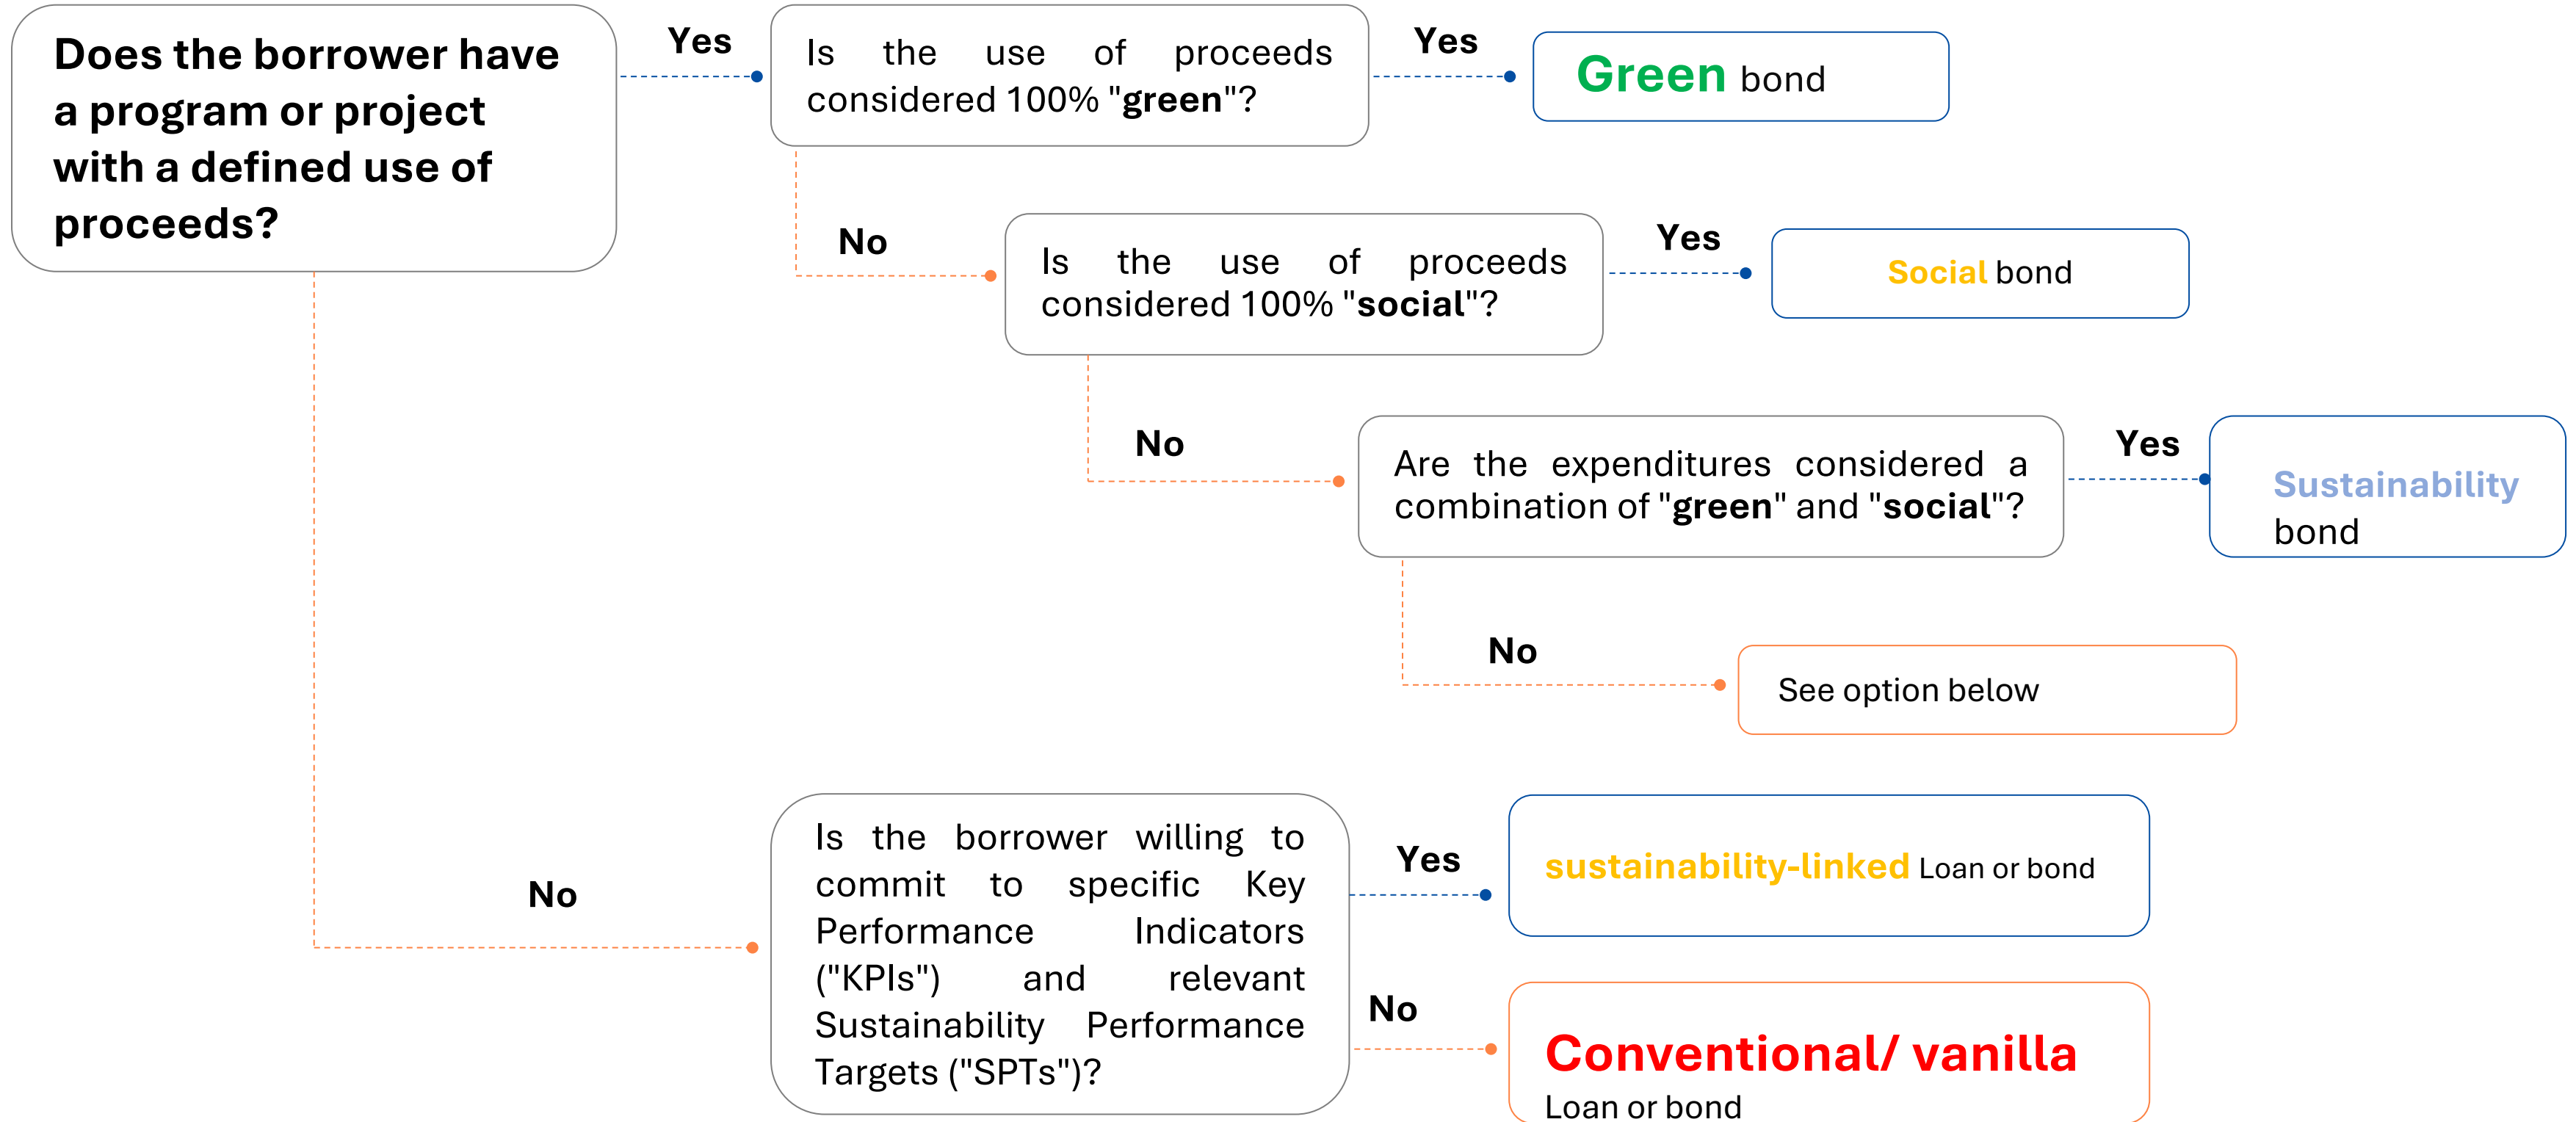 Does the borrower have
a program or project
with a defined use of
proceeds?
Yes
Is the use of proceeds
considered 100% "green"?
Yes
Green bond
No
Is the use of proceeds
considered 100% "social"?
Yes
Social bond
No
Are the expenditures considered a
combination of "green" and "social"?
Yes
Sustainability
bond
No
See option below
No
Is the borrower willing to
commit to specific Key
Performance Indicators
("KPIs") and relevant
Sustainability Performance
Targets ("SPTs")?
Yes
sustainability-linked Loan or bond
No
Conventional/ vanilla
Loan or bond